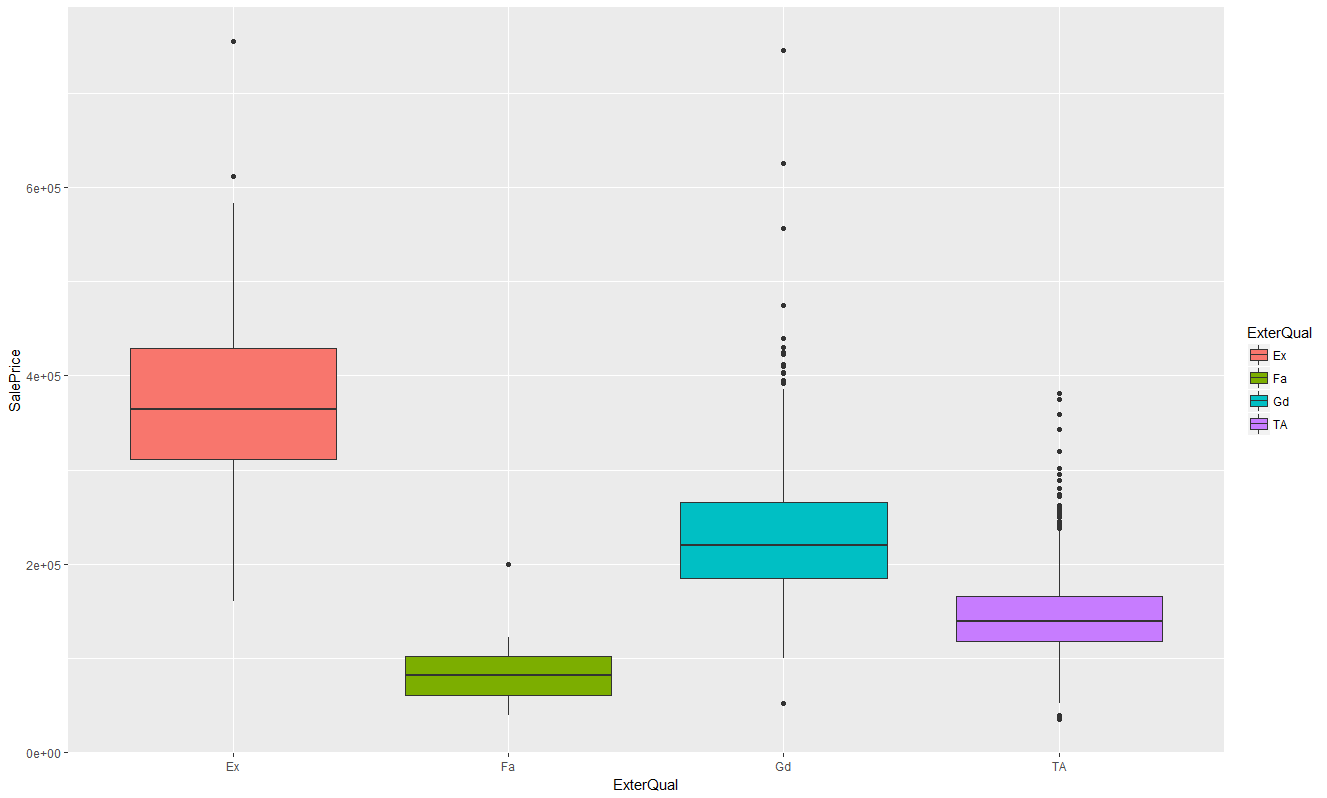 SalePrice
6e+05
4e+05
2e+05
0e+00
Ex
Fa
Gd
TA
ExterQual
ExterQual
Ex
Fa
Gd
TA